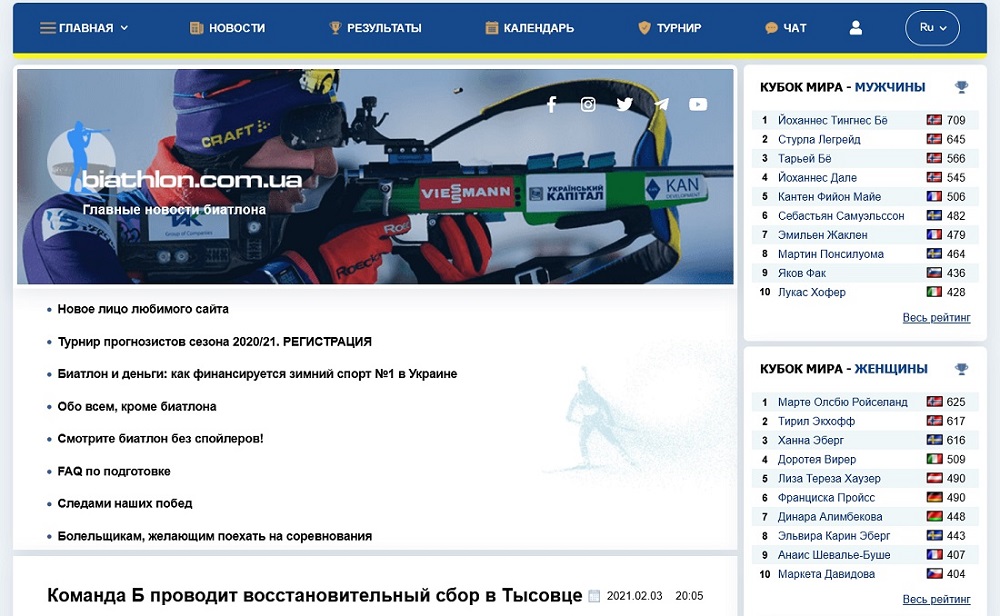 ГЛАВНАЯ НОВОСТИ РЕЗУЛЬТАТЫ КАЛЕНДАРЬ ТУРНИР ЧАТ Ru
CRAFT
biathlon.com.ua
Главные новости биатлона
VIESSMANN
УКРАЇНСЬКИЙ КАПІТАЛ
KAN
DEVELOPMENT
Group of Companies
Roeckl
Новое лицо любимого сайта
Турнир прогнозистов сезона 2020/21. РЕГИСТРАЦИЯ
Биатлон и деньги: как финансируется зимний спорт №1 в Украине
Обо всем, кроме биатлона
Смотрите биатлон без спойлеров!
FAQ по подготовке
Следами наших побед
Болельщикам, желающим поехать на соревнования
Команда Б проводит восстановительный сбор в Тысовце 2021.02.03 20:05
КУБОК МИРА - МУЖЧИНЫ
1 Йоханнес Тингнес Бё 709
2 Стурла Легрейд 645
3 Тарьей Бё 566
4 Йоханнес Дале 545
5 Кантен Фийон Майе 506
6 Себастьян Самуэльссон 482
7 Эмильен Жаклен 479
8 Мартин Понсилуома 464
9 Яков Фак 436
10 Лукас Хофер 428
Весь рейтинг
КУБОК МИРА - ЖЕНЩИНЫ
1 Марте Олсбю Ройселанд 625
2 Тирил Экхофф 617
3 Ханна Эберг 616
4 Доротея Вирер 509
5 Лиза Тереза Хаузер 490
6 Франциска Пройсс 490
7 Динара Алимбекова 448
8 Эльвира Карин Эберг 443
9 Анаис Шевалье-Буше 407
10 Маркета Давидова 404
Весь рейтинг